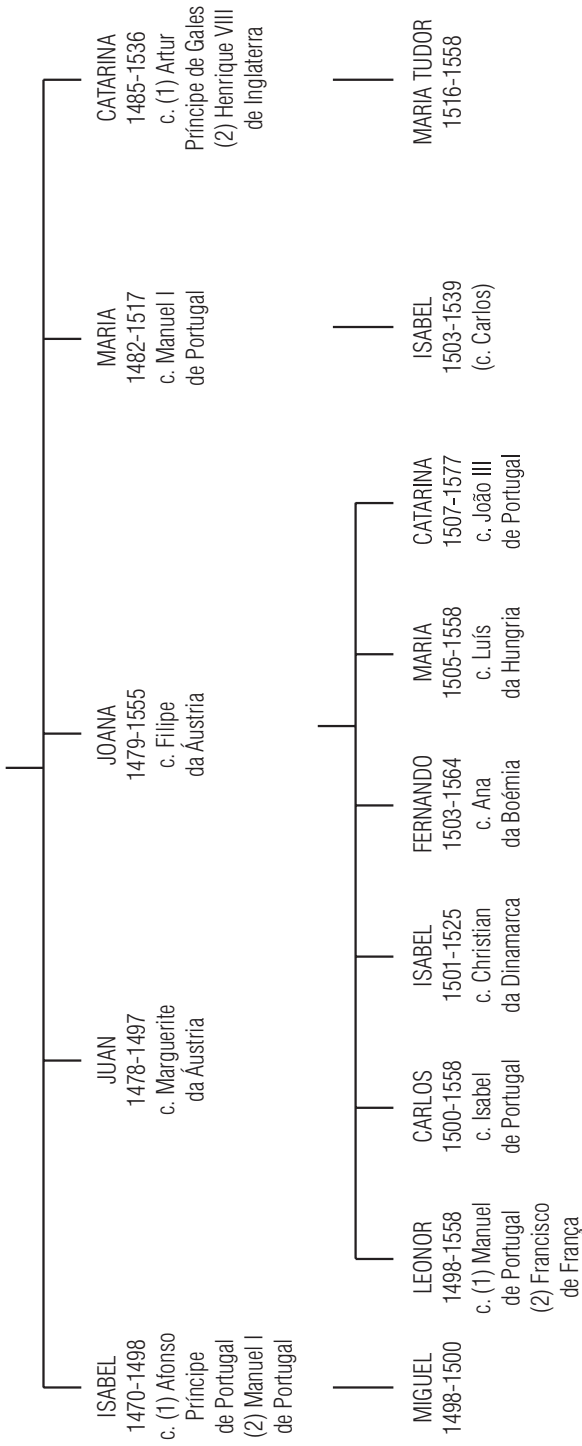 ISABEL
1470-1498
c. (1) Afonso
Príncipe
de Portugal
(2) Manuel I
de Portugal
JUAN
1478-1497
c. Marguerite
da Áustria
JOANA
1479-1555
c. Filipe
da Áustria
MARIA
1482-1517
c. Manuel I
de Portugal
CATARINA
1485-1536
c. (1) Artur
Príncipe de Gales
(2) Henrique VIII
de Inglaterra
MIGUEL
1498-1500
LEONOR
1498-1558
c. (1) Manuel
de Portugal
(2) Francisco
de França
CARLOS
1500-1558
c. Isabel
de Portugal
ISABEL
1501-1525
c. Christian
da Dinamarca
FERNANDO
1503-1564
c. Ana
da Boémia
MARIA
1505-1558
c. Luís
da Hungria
CATARINA
1507-1577
c. João III
de Portugal
ISABEL
1503-1539
(c. Carlos)
MARIA TUDOR
1516-1558